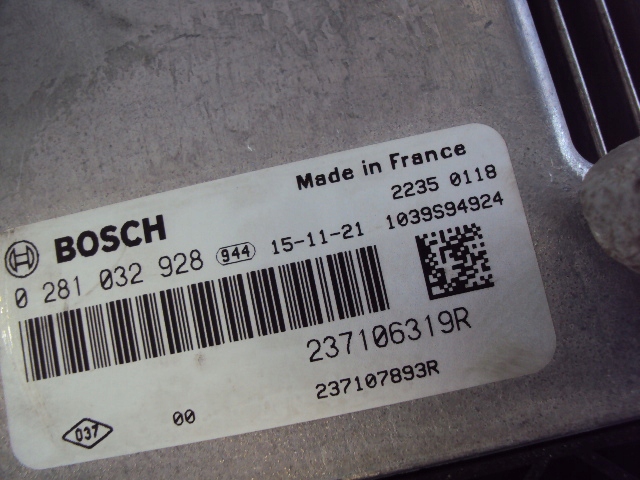 Made in France
2235 0118
BOSCH
1039S94924
0 281 032 928 944 15-11-21
237106319R
237107893R
037 00